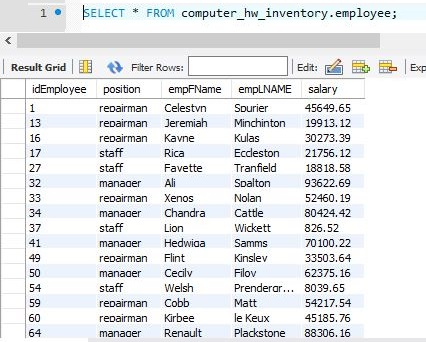 1 SELECT * FROM computer_hw_inventory.employee;
Result Grid Filter Rows: Edit: Exp
idEmployee position empFName empLNAME salary
1 repairman Celestyn Spurier 45649.65
13 repairman Jeremiah Minchinton 19913.12
16 repairman Kayne Kulas 30273.39
17 staff Rica Eccleston 21756.12
27 staff Favette Tranfield 18818.58
32 manager Ali Spalton 93622.69
33 repairman Xenos Nolan 52460.19
34 manager Chandra Cattle 80424.42
37 staff Lion Wickett 826.52
41 manager Hedwiga Samms 70100.22
49 repairman Flint Kinsley 33503.64
50 manager Cecily Filov 62375.16
54 staff Welsh Prendergr... 8039.65
59 repairman Cobb Matt 54217.54
60 repairman Kirbee le Keux 45185.76
64 manager Renault Plackstone 88306.16